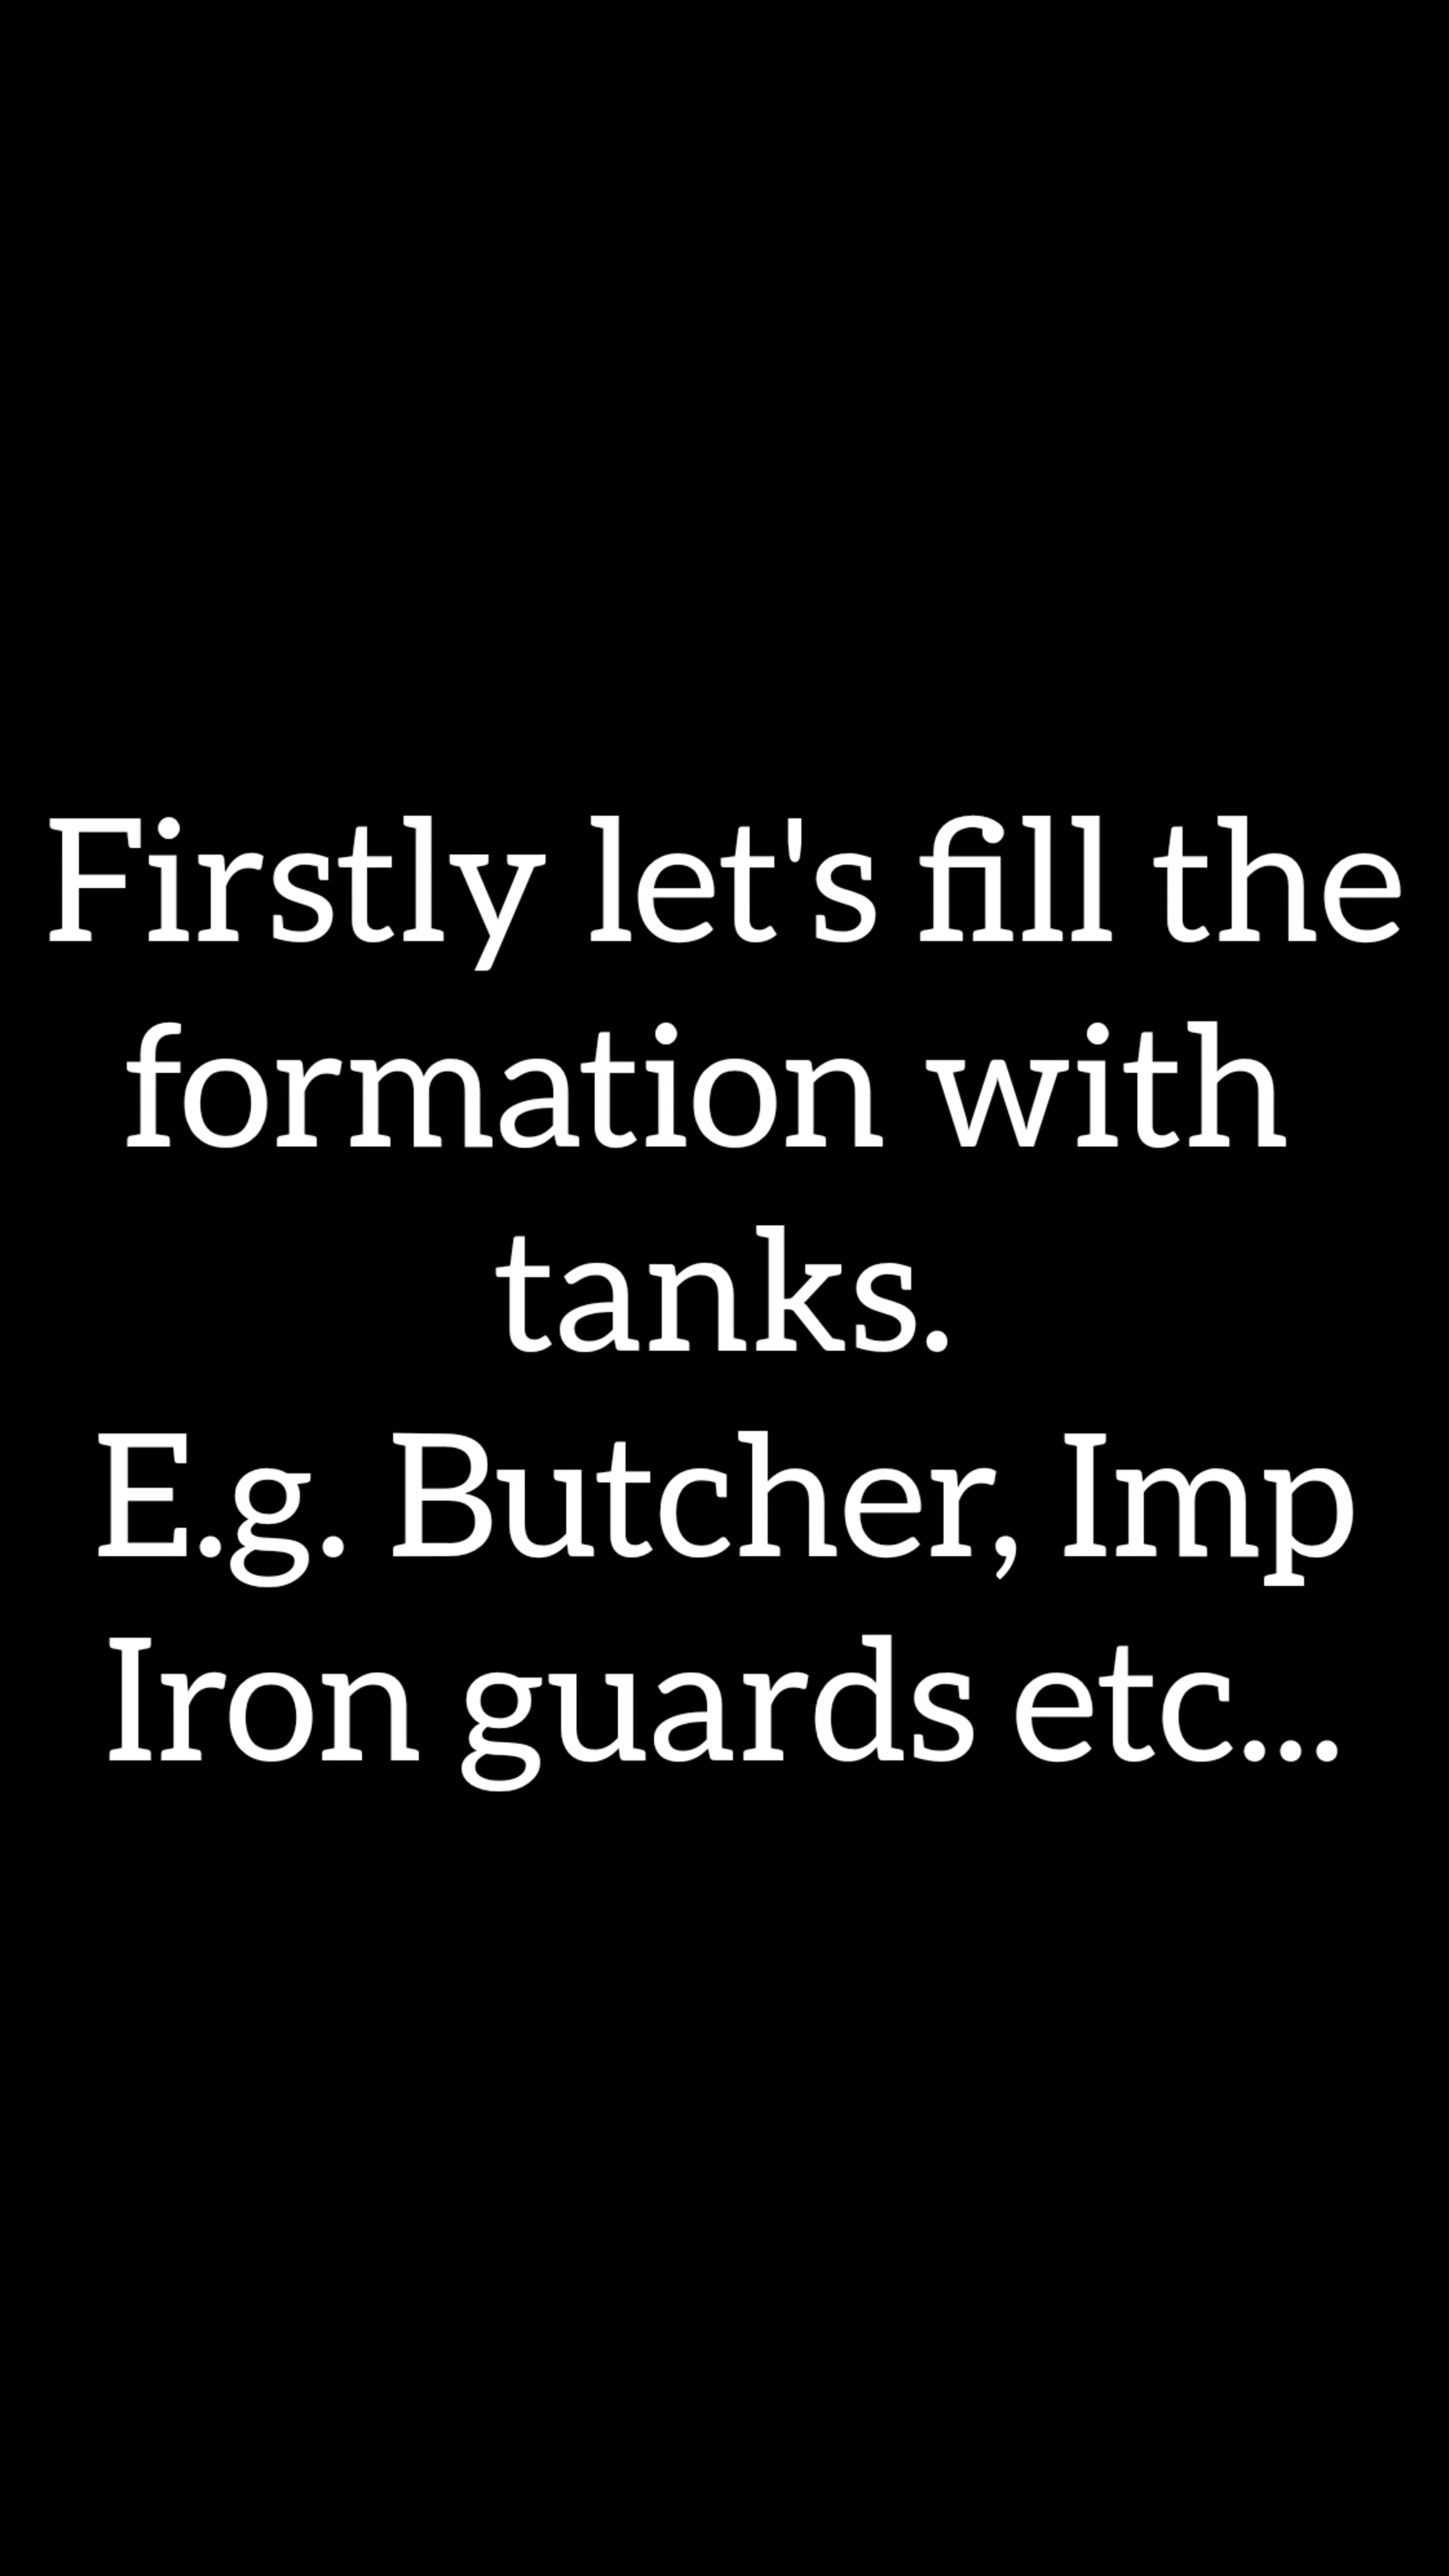 Firstly let's fill the
formation with
tanks.
E.g. Butcher, Imp
Iron guards etc...